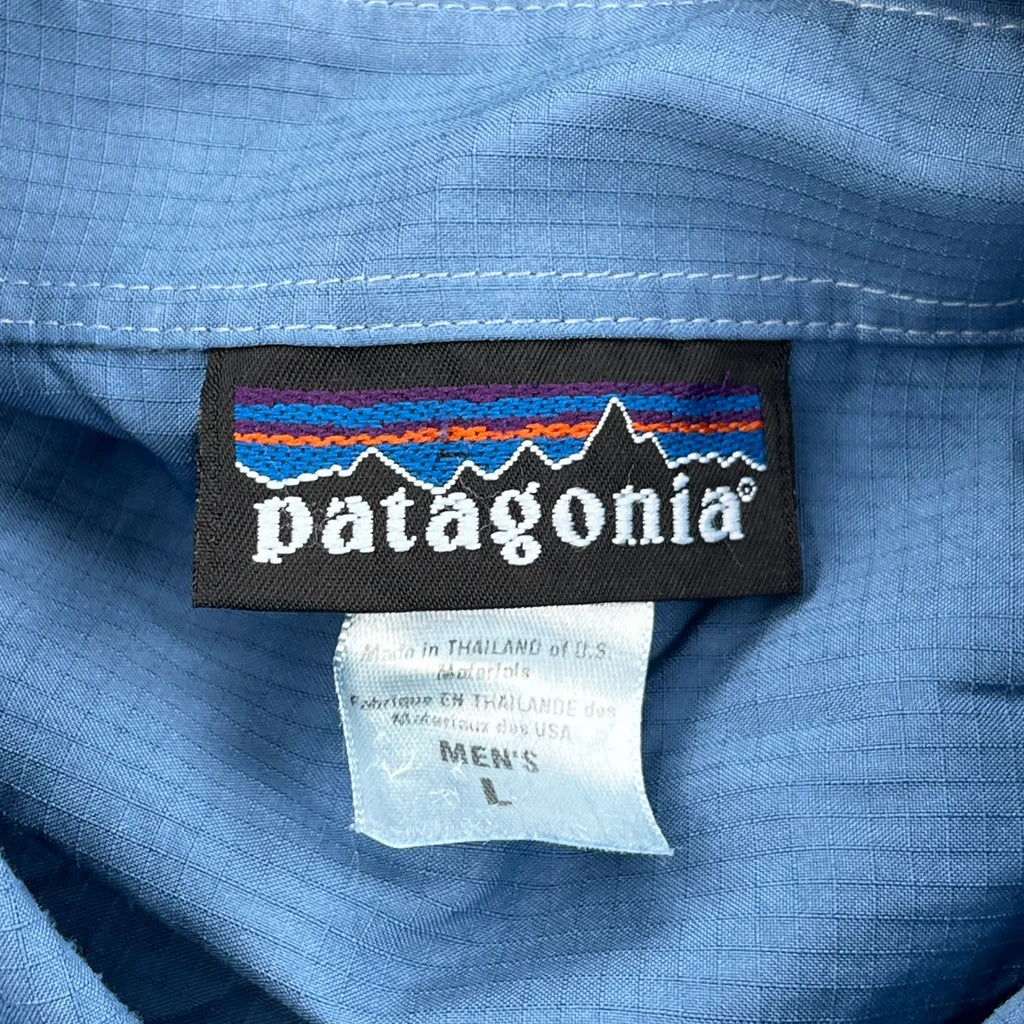 patagonia®
Made in THAILAND of U.S.
Materials
Fabrique EN THAILANDE des
Materiaux des USA
MEN'S
L